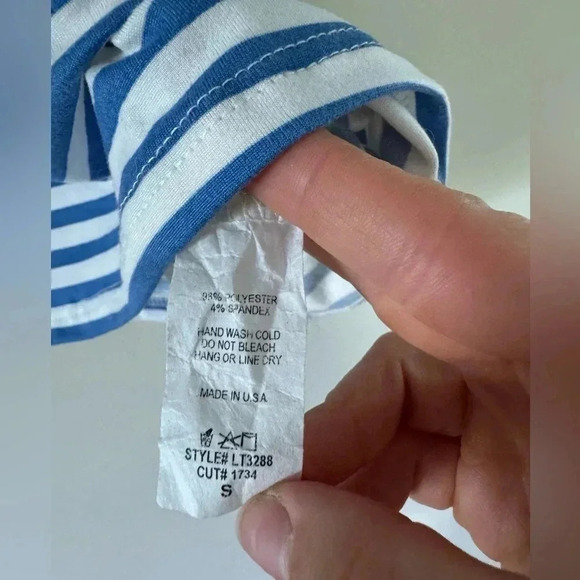 96% POLYESTER
4% SPANDEX
HAND WASH COLD
DO NOT BLEACH
HANG OR LINE DRY
MADE IN U.S.A
STYLE# LT3288
CUT# 1734
S